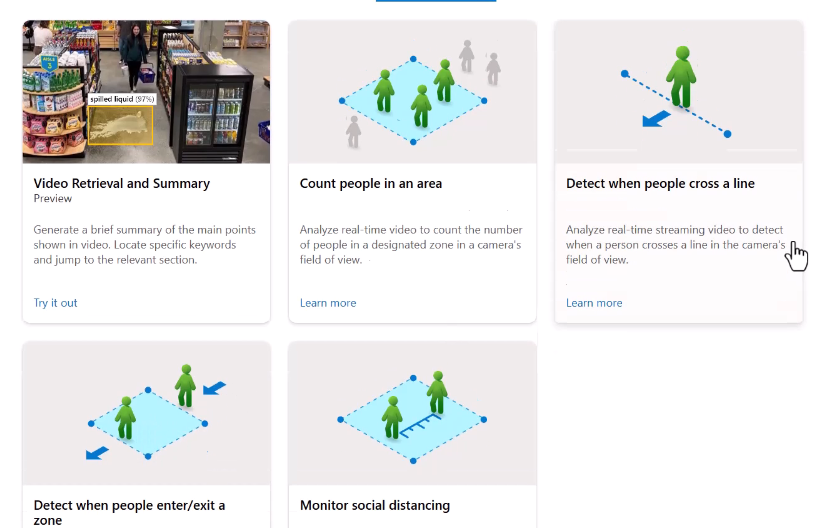 AISLE
3
spilled liquid (97%)
Video Retrieval and Summary
Preview
Generate a brief summary of the main points
shown in video. Locate specific keywords
and jump to the relevant section.
Try it out
Count people in an area
Analyze real-time video to count the number
of people in a designated zone in a camera's
field of view.
Learn more
Detect when people cross a line
Analyze real-time streaming video to detect
when a person crosses a line in the camera's
field of view.
Learn more
Detect when people enter/exit a
zone
Monitor social distancing